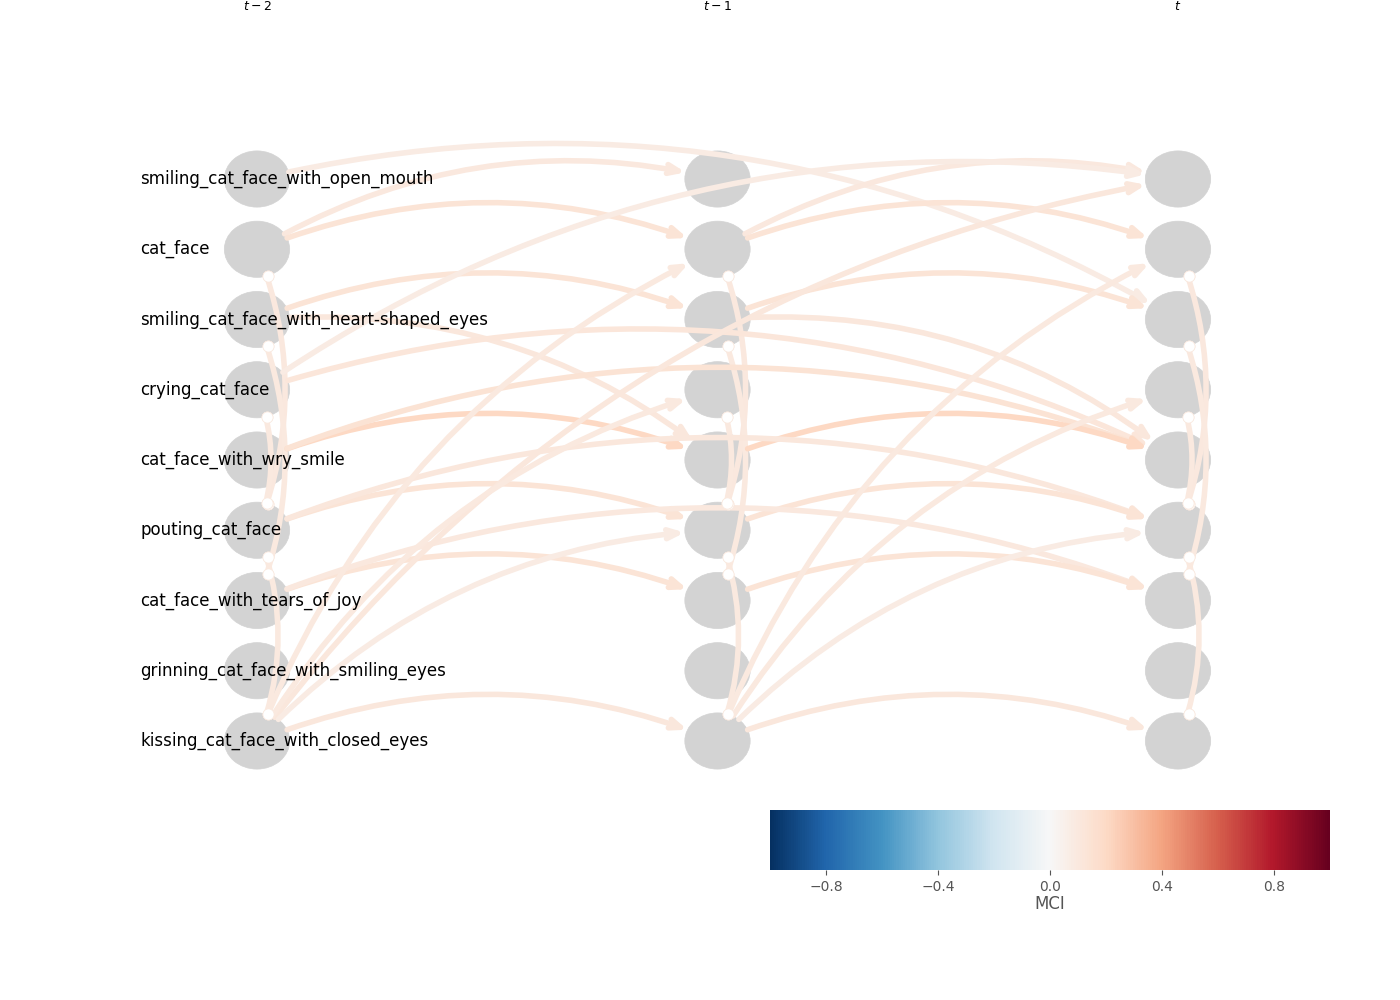 t − 2
t − 1
t
smiling_cat_face_with_open_mouth
cat_face
smiling_cat_face_with_heart-shaped_eyes
crying_cat_face
cat_face_with_wry_smile
pouting_cat_face
cat_face_with_tears_of_joy
grinning_cat_face_with_smiling_eyes
kissing_cat_face_with_closed_eyes
−0.8 −0.4 0.0 0.4 0.8
MCI